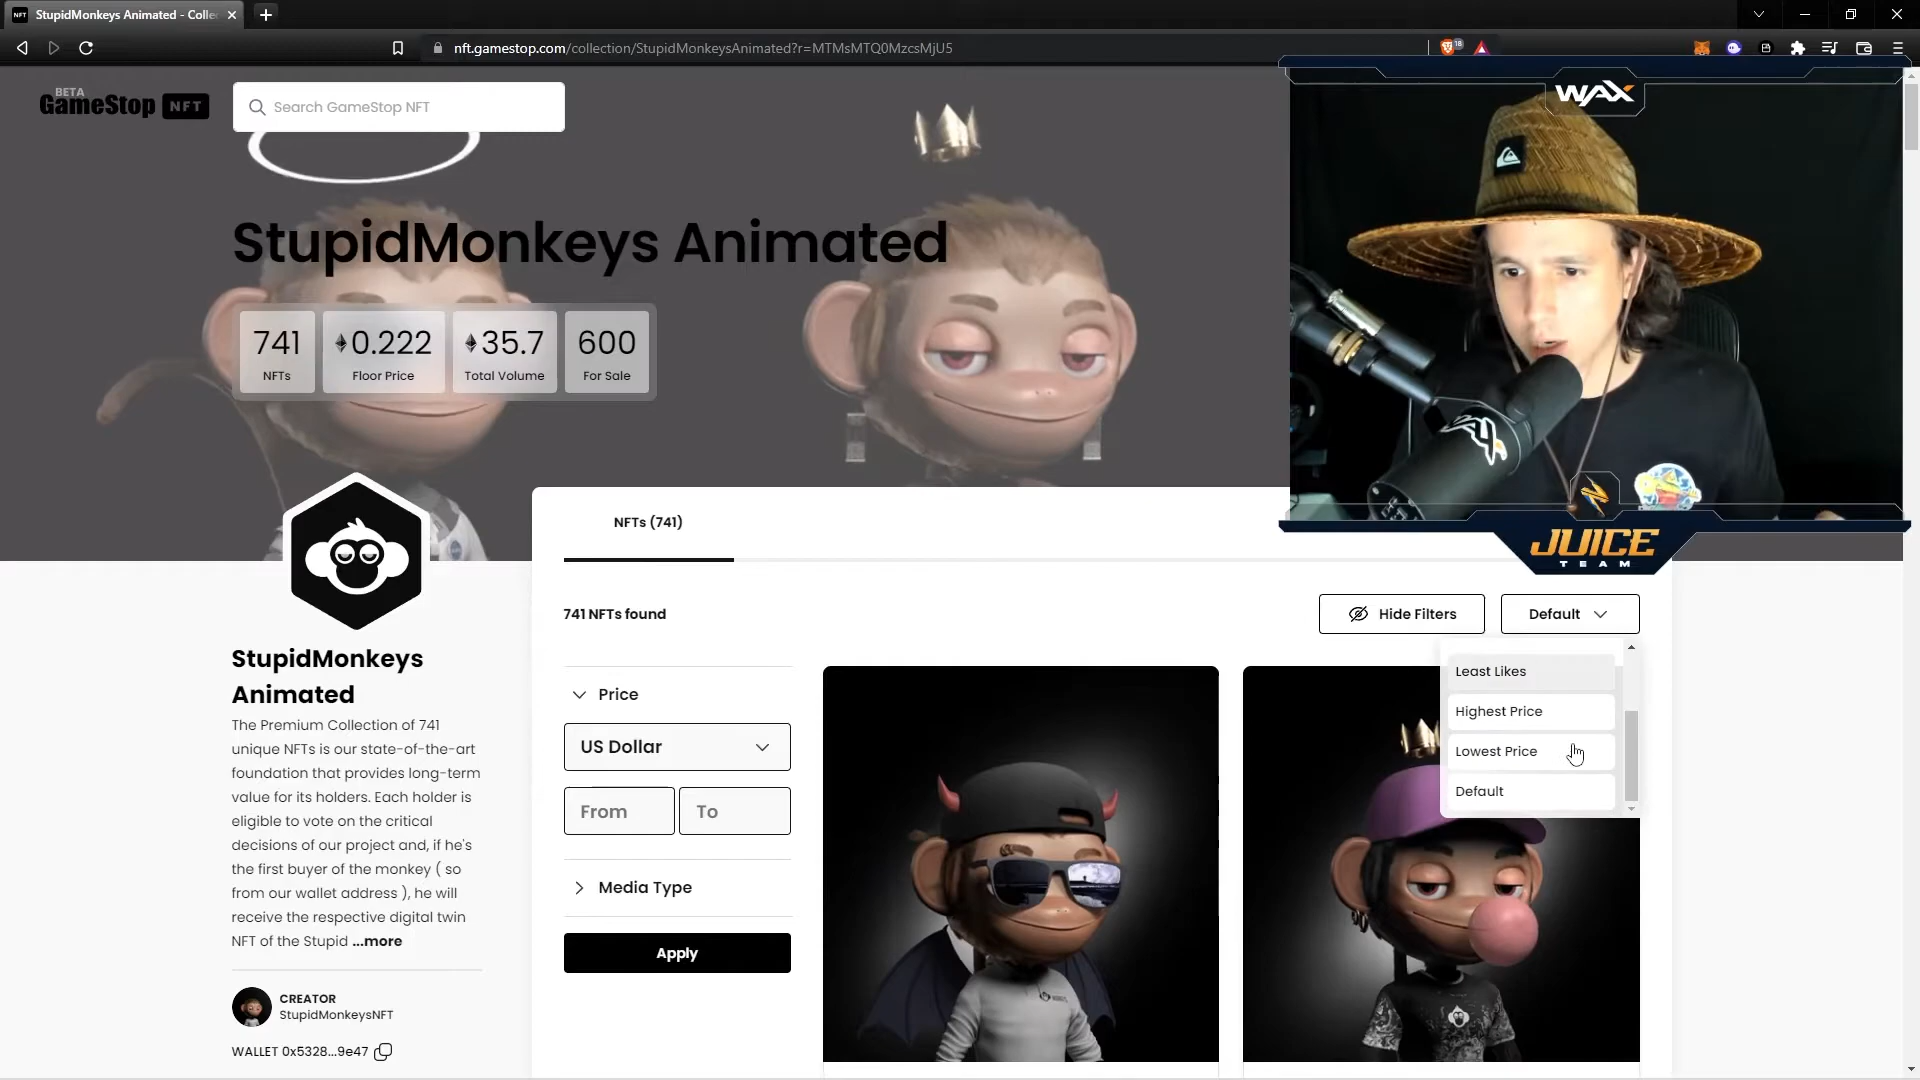 StupidMonkeys Animated - Colle
nft.gamestop.com/collection/StupidMonkeysAnimated?r=MTMsMTQ0MzcsMjU5
18
BETA
GameStop NFT
Search GameStop NFT
WAX
StupidMonkeys Animated
741
NFTs
0.222
Floor Price
35.7
Total Volume
600
For Sale
JUICE
TEAM
NFTs (741)
741 NFTs found
Hide Filters
Default
Least Likes
Highest Price
Lowest Price
Default
StupidMonkeys
Animated
The Premium Collection of 741
unique NFTs is our state-of-the-art
foundation that provides long-term
value for its holders. Each holder is
eligible to vote on the critical
decisions of our project and, if he's
the first buyer of the monkey ( so
from our wallet address ), he will
receive the respective digital twin
NFT of the Stupid ...more
CREATOR
StupidMonkeysNFT
WALLET 0x5328...9e47
Price
US Dollar
From
To
Media Type
Apply